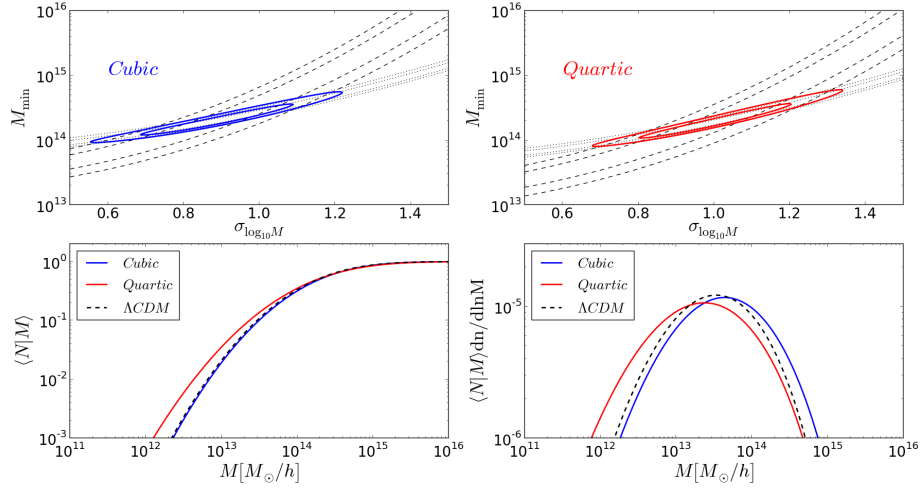 10^16
10^15
10^14
10^13
M_min
Cubic
0.6 0.8 1.0 1.2 1.4
σ_log₁₀M
10^16
10^15
10^14
10^13
M_min
Quartic
0.6 0.8 1.0 1.2 1.4
σ_log₁₀M
10^0
10^-1
10^-2
10^-3
⟨N|M⟩
Cubic
Quartic
ΛCDM
10^11 10^12 10^13 10^14 10^15 10^16
M[M_⊙/h]
10^-5
10^-6
⟨N|M⟩dn/dlnM
Cubic
Quartic
ΛCDM
10^11 10^12 10^13 10^14 10^15 10^16
M[M_⊙/h]